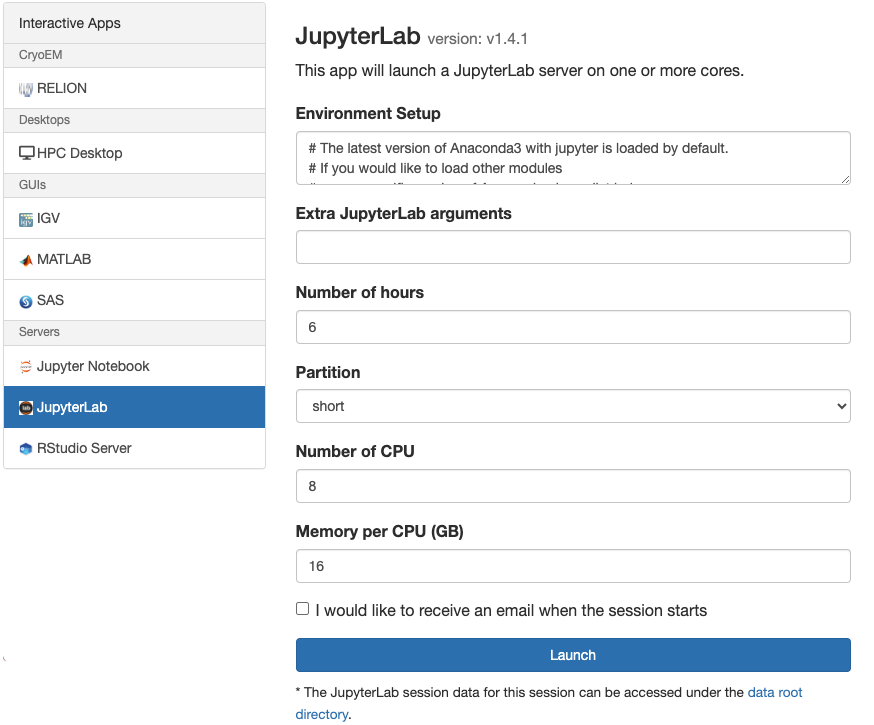 Interactive Apps
CryoEM
RELION
Desktops
HPC Desktop
GUIs
IGV
MATLAB
SAS
Servers
Jupyter Notebook
JupyterLab
RStudio Server
JupyterLab version: v1.4.1
This app will launch a JupyterLab server on one or more cores.
Environment Setup
# The latest version of Anaconda3 with jupyter is loaded by default.
# If you would like to load other modules
Extra JupyterLab arguments
Number of hours
6
Partition
short
Number of CPU
8
Memory per CPU (GB)
16
I would like to receive an email when the session starts
Launch
* The JupyterLab session data for this session can be accessed under the data root
directory.